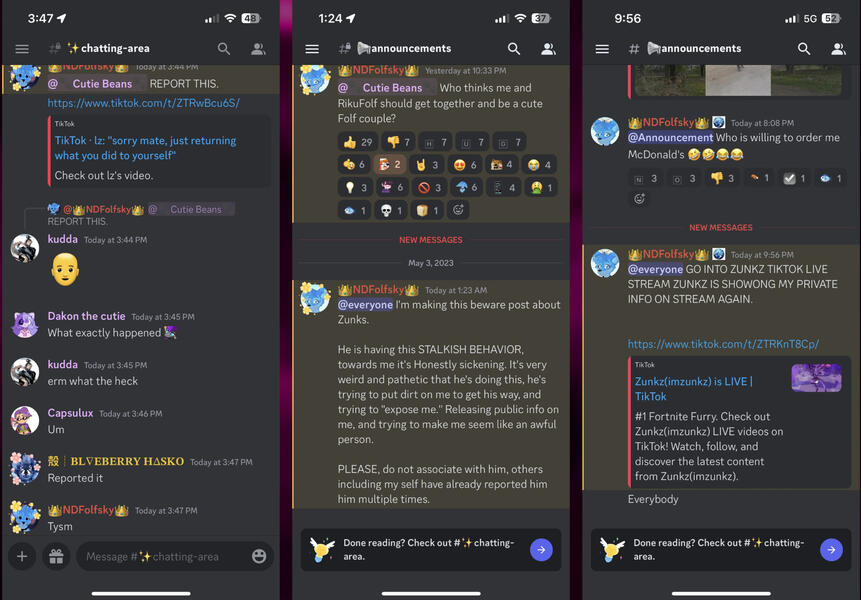 3:47
48
# ✨chatting-area
👑NDFolfsky👑 Today at 3:44 PM
@ Cutie Beans REPORT THIS.
https://www.tiktok.com/t/ZTRwBcu6S/
TikTok
TikTok · lz: "sorry mate, just returning
what you did to yourself"
Check out lz's video.
@👑NDFolfsky👑 @ Cutie Beans
REPORT THIS.
kudda Today at 3:44 PM
Dakon the cutie Today at 3:45 PM
What exactly happened
kudda Today at 3:45 PM
erm what the heck
Capsulux Today at 3:46 PM
Um
殺 ┊ BL∇EBERRY HΔSKO Today at 3:47 PM
Reported it
👑NDFolfsky👑 Today at 3:47 PM
Tysm
Message #✨chatting-area
1:24
37
# announcements
👑NDFolfsky👑 Yesterday at 10:33 PM
@ Cutie Beans Who thinks me and
RikuFolf should get together and be a cute
Folf couple?
👍 29 👎 7 H 7 U 7 O 7
6 2 3 😍 6 4 😂 4
3 6 🚫 3 6 4 1
1 💀 1 🍞 1
NEW MESSAGES
May 3, 2023
👑NDFolfsky👑 Today at 1:23 AM
@everyone I'm making this beware post about
Zunks.
He is having this STALKISH BEHAVIOR,
towards me it's Honestly sickening. It's very
weird and pathetic that he's doing this, he's
trying to put dirt on me to get his way, and
trying to "expose me." Releasing public info on
me, and trying to make me seem like an awful
person.
PLEASE, do not associate with him, others
including my self have already reported him
him multiple times.
Done reading? Check out #✨chatting-
area.
9:56
5G 52
# announcements
👑NDFolfsky👑 Today at 8:08 PM
@Announcement Who is willing to order me
McDonald's 🤣🤣😂😂
N 3 O 3 👎 3 1 ✅ 1 1
NEW MESSAGES
👑NDFolfsky👑 Today at 9:56 PM
@everyone GO INTO ZUNKZ TIKTOK LIVE
STREAM ZUNKZ IS SHOWONG MY PRIVATE
INFO ON STREAM AGAIN.
https://www.tiktok.com/t/ZTRKnT8Cp/
TikTok
Zunkz(imzunkz) is LIVE |
TikTok
#1 Fortnite Furry. Check out
Zunkz(imzunkz) LIVE videos on
TikTok! Watch, follow, and
discover the latest content
from Zunkz(imzunkz).
Everybody
Done reading? Check out #✨chatting-
area.